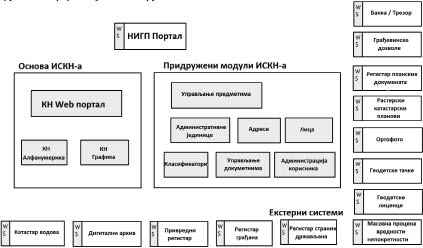 W S НИГП Портал
Основа ИСКН-а
КН Web портал
КН
Алфанумерика
КН
Графика
Придружени модули ИСКН-а
Управљање предметима
Административне
јединице
Адресе
Лица
Класификатори
Управљање
документима
Администрација
корисника
W S Банка / Трезор
W S Грађевинске
дозволе
W S Регистар планских
докумената
W S Растерски
катастарски
планови
W S Ортофото
W S Геодетске тачке
W S Геодетске
лиценце
W S Масовна процена
вредности
непокретности
Екстерни системи
W S Катастар водова
W S Дигитални архив
W S Привредни
регистар
W S Регистар
грађана
W S Регистар страних
држављана